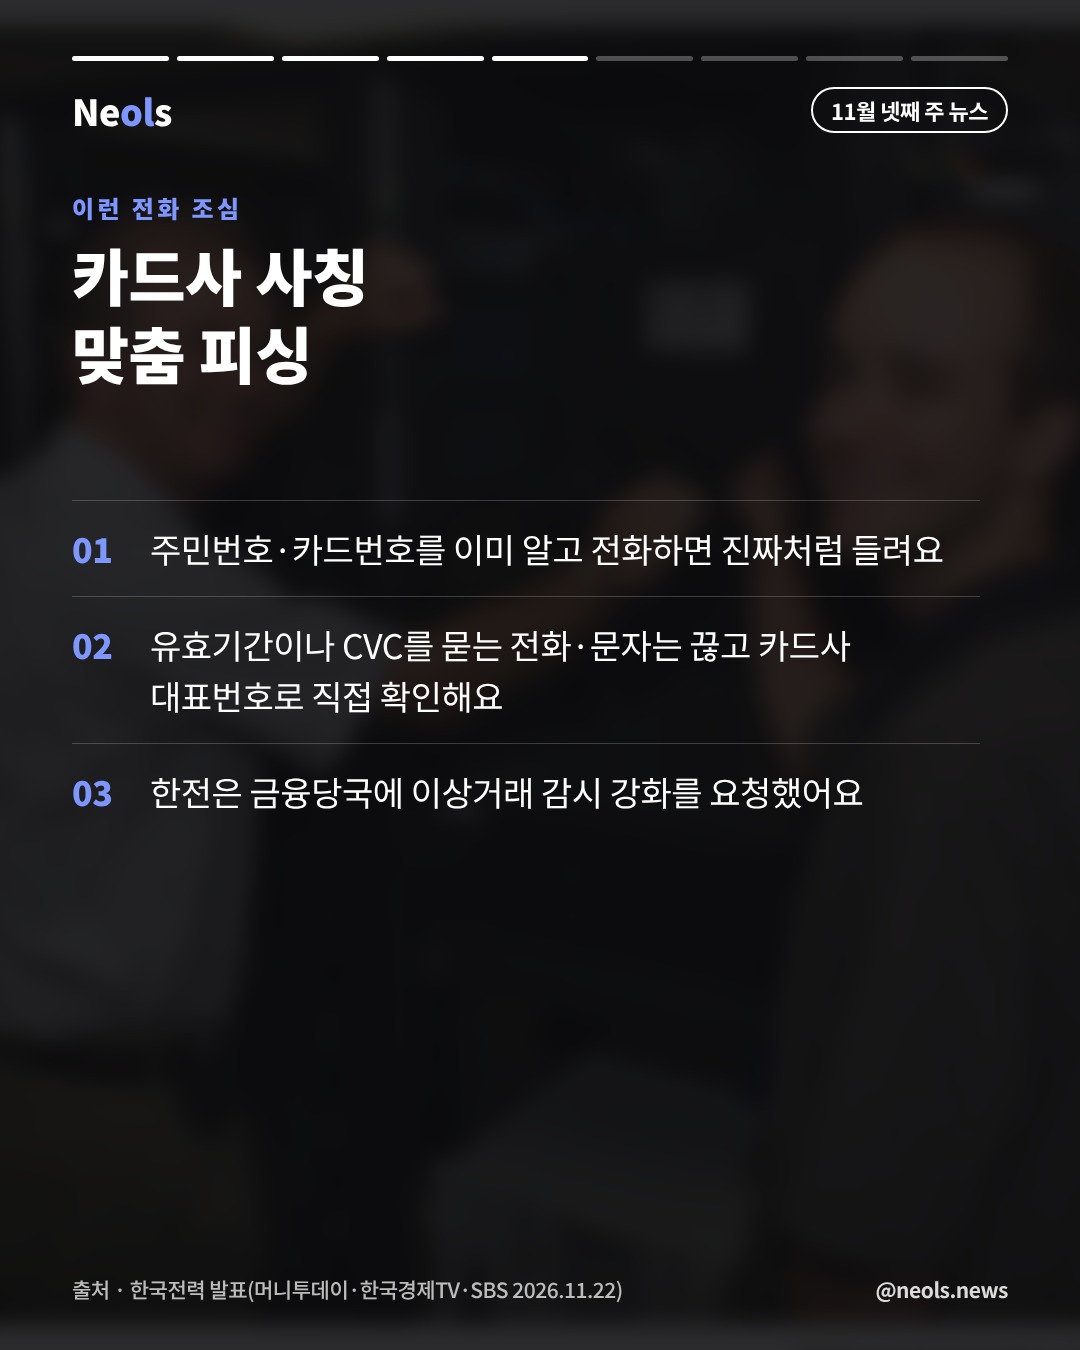 Neols
11월 넷째 주 뉴스
이런 전화 조심
카드사 사칭
맞춤 피싱
01 주민번호·카드번호를 이미 알고 전화하면 진짜처럼 들려요
02 유효기간이나 CVC를 묻는 전화·문자는 끊고 카드사
대표번호로 직접 확인해요
03 한전은 금융당국에 이상거래 감시 강화를 요청했어요
출처 · 한국전력 발표(머니투데이·한국경제TV·SBS 2026.11.22)
@neols.news